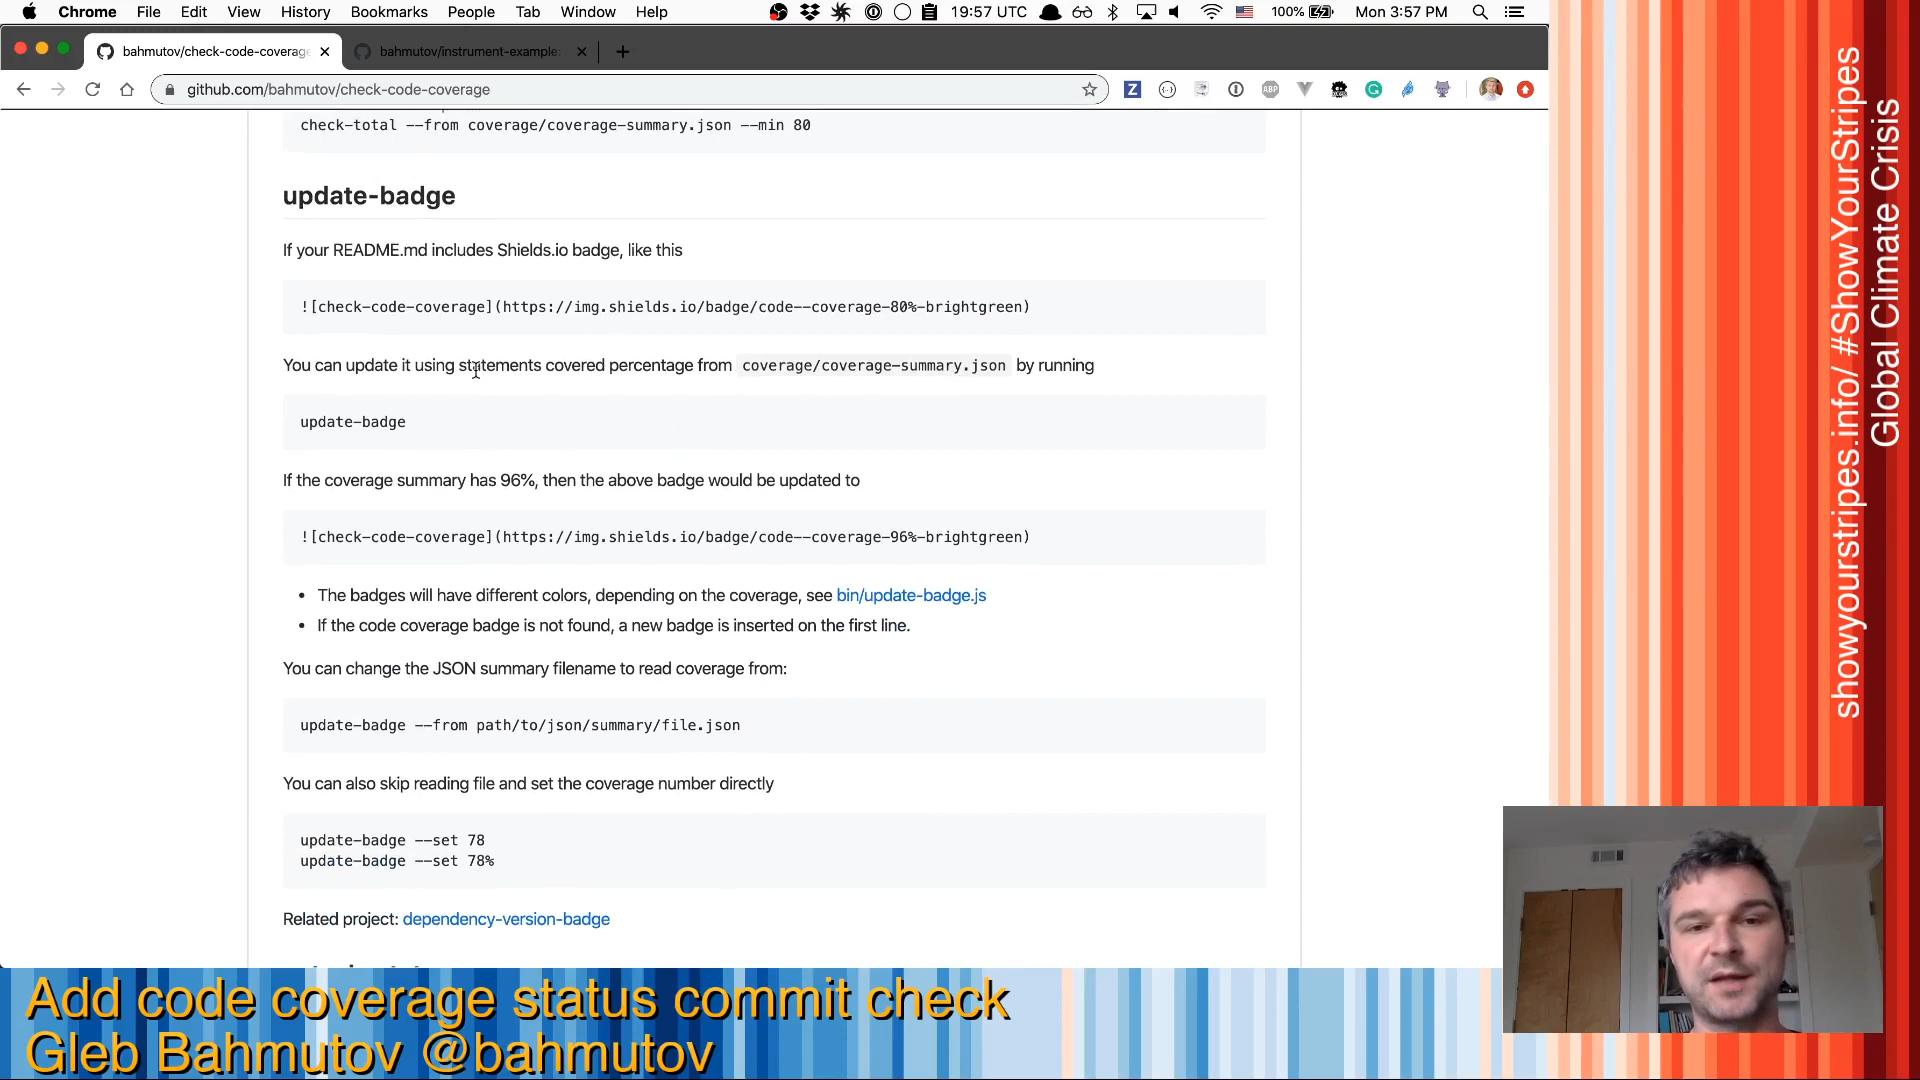 Chrome File Edit View History Bookmarks People Tab Window Help 19:57 UTC 100% Mon 3:57 PM
bahmutov/check-code-coverage
bahmutov/instrument-example:
github.com/bahmutov/check-code-coverage
Z ABP
check-total --from coverage/coverage-summary.json --min 80
update-badge
If your README.md includes Shields.io badge, like this
![check-code-coverage](https://img.shields.io/badge/code--coverage-80%-brightgreen)
You can update it using statements covered percentage from coverage/coverage-summary.json by running
update-badge
If the coverage summary has 96%, then the above badge would be updated to
![check-code-coverage](https://img.shields.io/badge/code--coverage-96%-brightgreen)
• The badges will have different colors, depending on the coverage, see bin/update-badge.js
• If the code coverage badge is not found, a new badge is inserted on the first line.
You can change the JSON summary filename to read coverage from:
update-badge --from path/to/json/summary/file.json
You can also skip reading file and set the coverage number directly
update-badge --set 78
update-badge --set 78%
Related project: dependency-version-badge
showyourstripes.info/ #ShowYourStripes
Global Climate Crisis
Add code coverage status commit check
Gleb Bahmutov @bahmutov